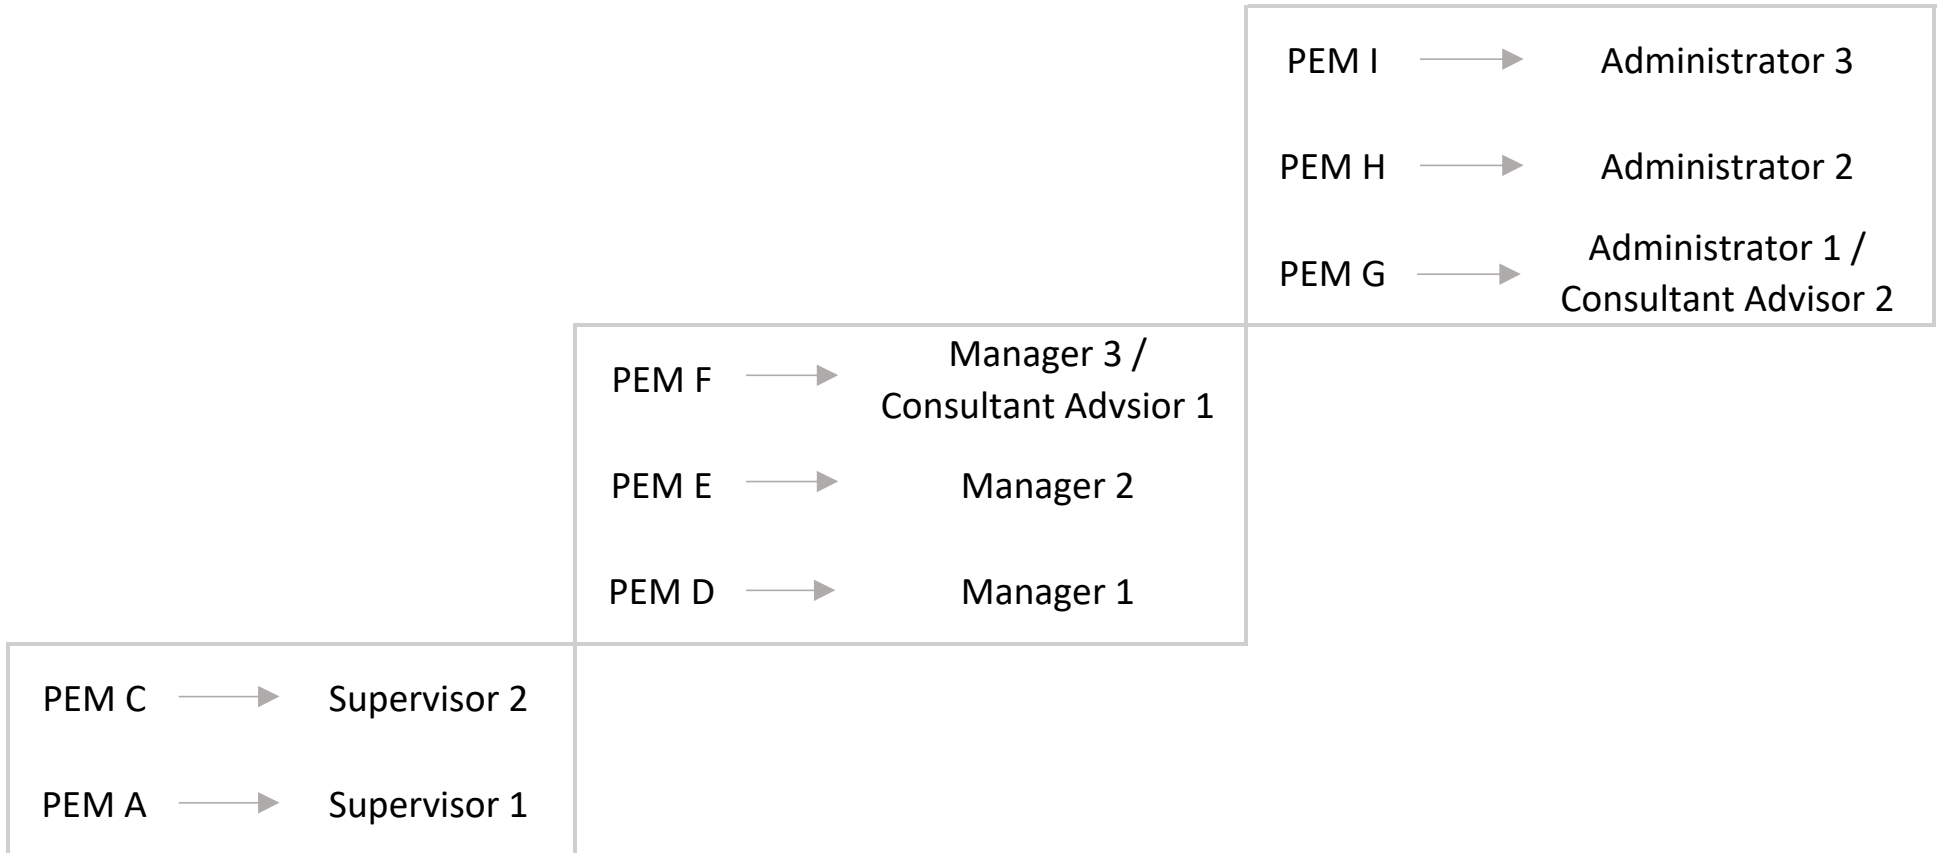 PEM I Administrator 3
PEM H Administrator 2
PEM G Administrator 1 /
Consultant Advisor 2
PEM F Manager 3 /
Consultant Advsior 1
PEM E Manager 2
PEM D Manager 1
PEM C Supervisor 2
PEM A Supervisor 1